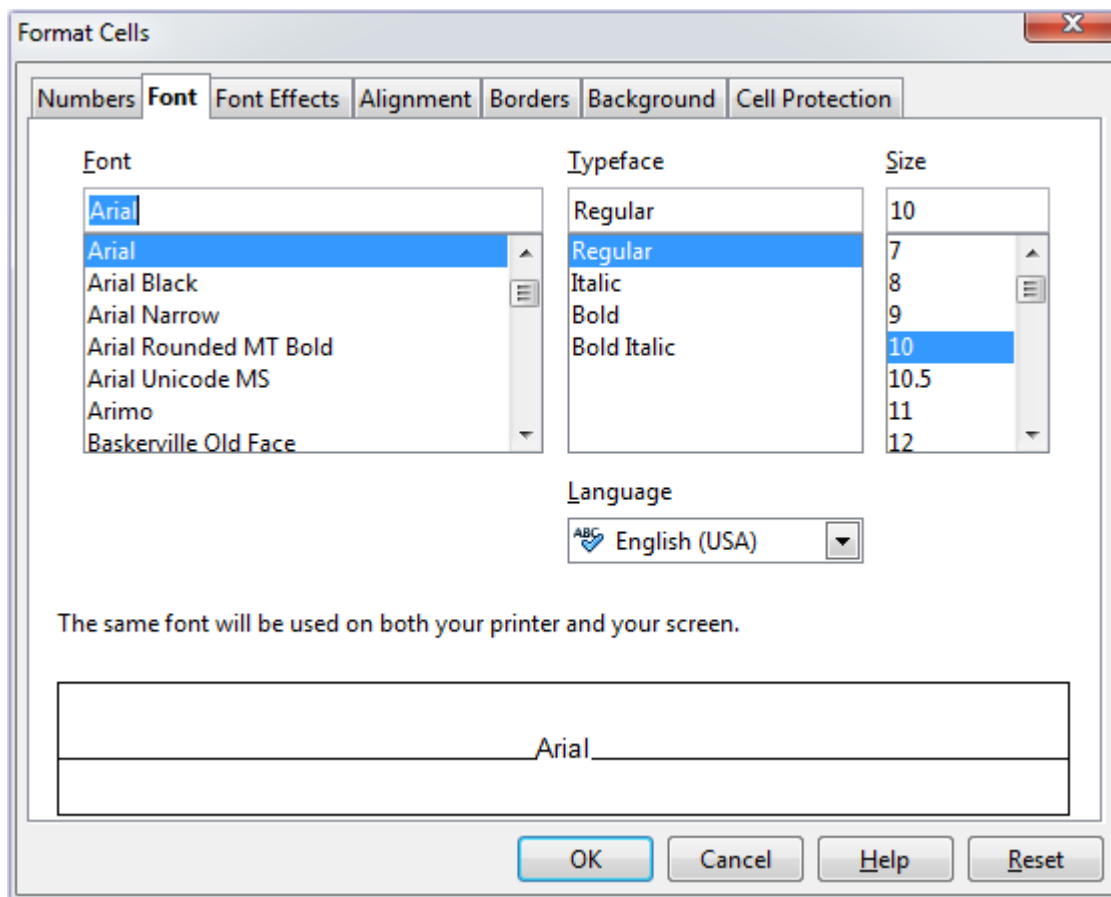 Format Cells
Numbers Font Font Effects Alignment Borders Background Cell Protection
Font Typeface Size
Arial Regular 10
Arial Regular 7
Arial Black Italic 8
Arial Narrow Bold 9
Arial Rounded MT Bold Bold Italic 10
Arial Unicode MS 10.5
Arimo 11
Baskerville Old Face 12
Language
ABC English (USA)
The same font will be used on both your printer and your screen.
Arial
OK Cancel Help Reset